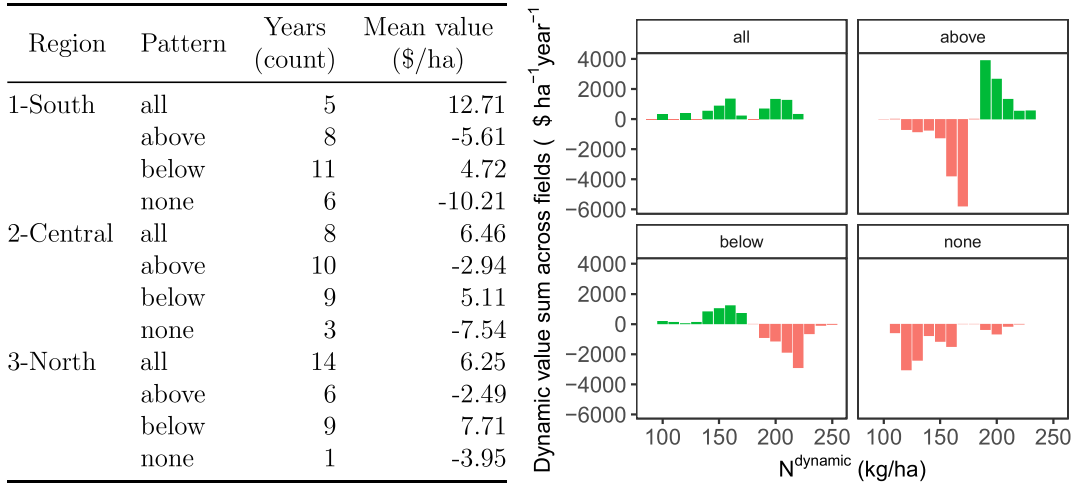 Region Pattern Years (count) Mean value ($/ha)
1-South all 5 12.71
above 8 -5.61
below 11 4.72
none 6 -10.21
2-Central all 8 6.46
above 10 -2.94
below 9 5.11
none 3 -7.54
3-North all 14 6.25
above 6 -2.49
below 9 7.71
none 1 -3.95
Dynamic value sum across fields ( $ ha⁻¹year⁻¹
all above
4000
2000
0
−2000
−4000
−6000
below none
4000
2000
0
−2000
−4000
−6000
100 150 200 250 100 150 200 250
N^dynamic (kg/ha)